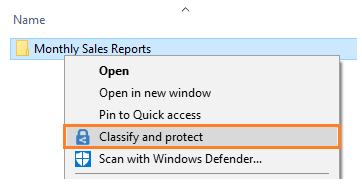 Name
Monthly Sales Reports
Open
Open in new window
Pin to Quick access
Classify and protect
Scan with Windows Defender...